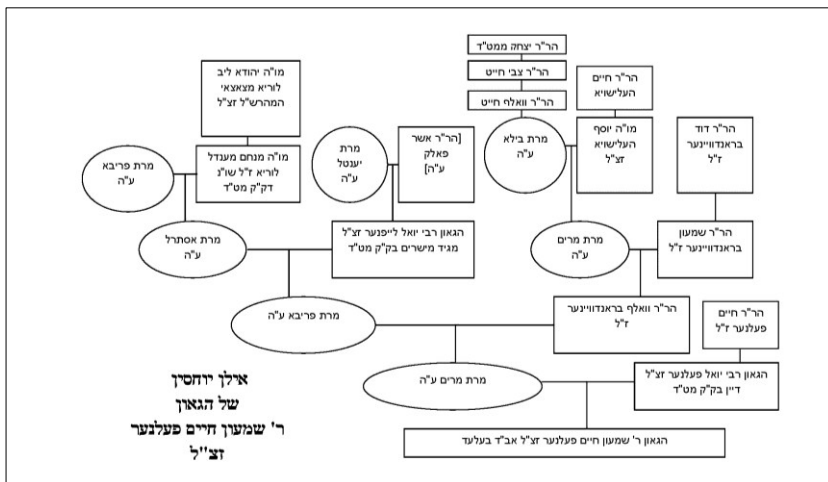 הר"ר יצחק ממט"ד
הר"ר צבי חייט
הר"ר וואלף חייט
הר"ר חיים
העלישויא
מו"ה יהודא ליב
לוריא מצאצאי
המהרש"ל זצ"ל
הר"ר דוד
בראנדוויינער
ז"ל
מו"ה יוסף
העלישויא
זצ"ל
מרת בילא
ע"ה
[הר"ר אשר
פאלק
ע"ה]
מרת
יענטל
ע"ה
מו"ה מנחם מענדל
לוריא ז"ל שו"נ
דק"ק מט"ד
מרת פריבא
ע"ה
הר"ר שמעון
בראנדוויינער ז"ל
מרת מרים
ע"ה
הגאון רבי יואל לייפנער זצ"ל
מגיד מישרים בק"ק מט"ד
מרת אסתרל
ע"ה
הר"ר חיים
פעלנער ז"ל
הר"ר וואלף בראנדוויינער
ז"ל
מרת פריבא ע"ה
הגאון רבי יואל פעלנער זצ"ל
דיין בק"ק מט"ד
מרת מרים ע"ה
הגאון ר' שמעון חיים פעלנער זצ"ל אב"ד בעלעד
אילן יוחסין
של הגאון
ר' שמעון חיים פעלנער
זצ"ל